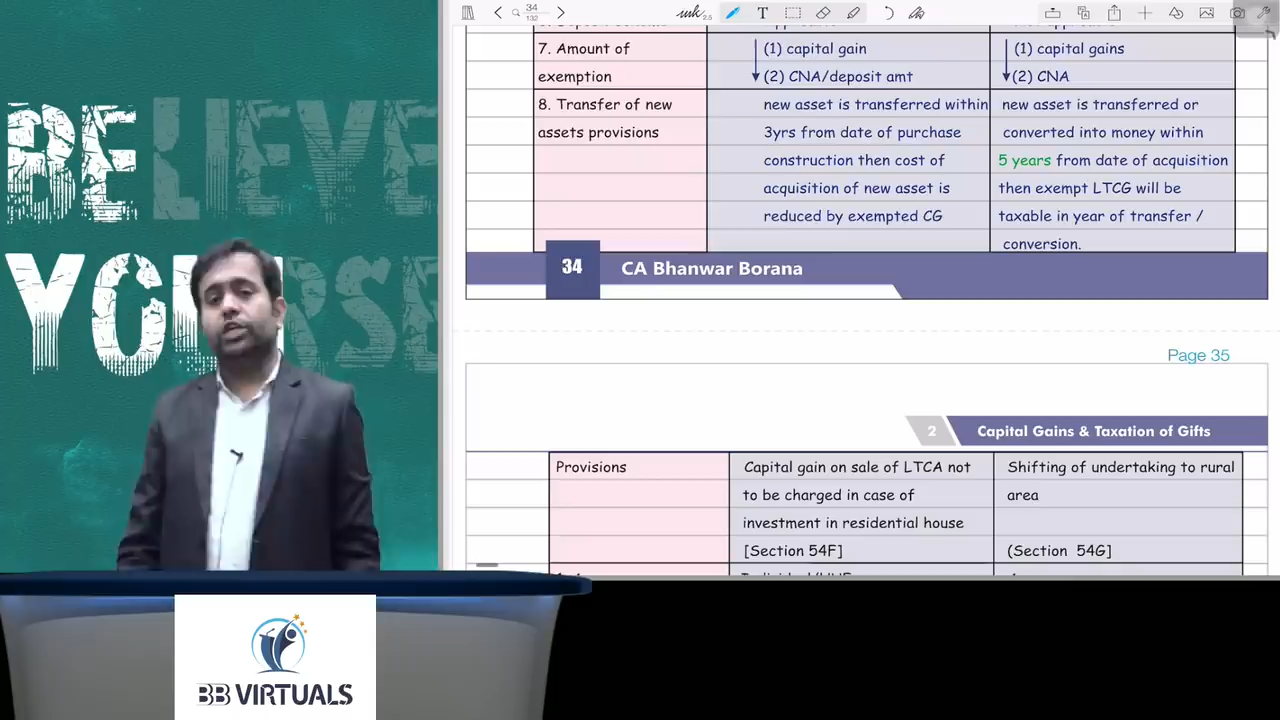 BELIEVE
YOURSE
BB VIRTUALS
34
132
2.5
T
7. Amount of
exemption
(1) capital gain
(2) CNA/deposit amt
(1) capital gains
(2) CNA
8. Transfer of new
assets provisions
new asset is transferred within
3yrs from date of purchase
construction then cost of
acquisition of new asset is
reduced by exempted CG
new asset is transferred or
converted into money within
5 years from date of acquisition
then exempt LTCG will be
taxable in year of transfer /
conversion.
34
CA Bhanwar Borana
Page 35
2
Capital Gains & Taxation of Gifts
Provisions
Capital gain on sale of LTCA not
to be charged in case of
investment in residential house
[Section 54F]
Shifting of undertaking to rural
area
(Section 54G]